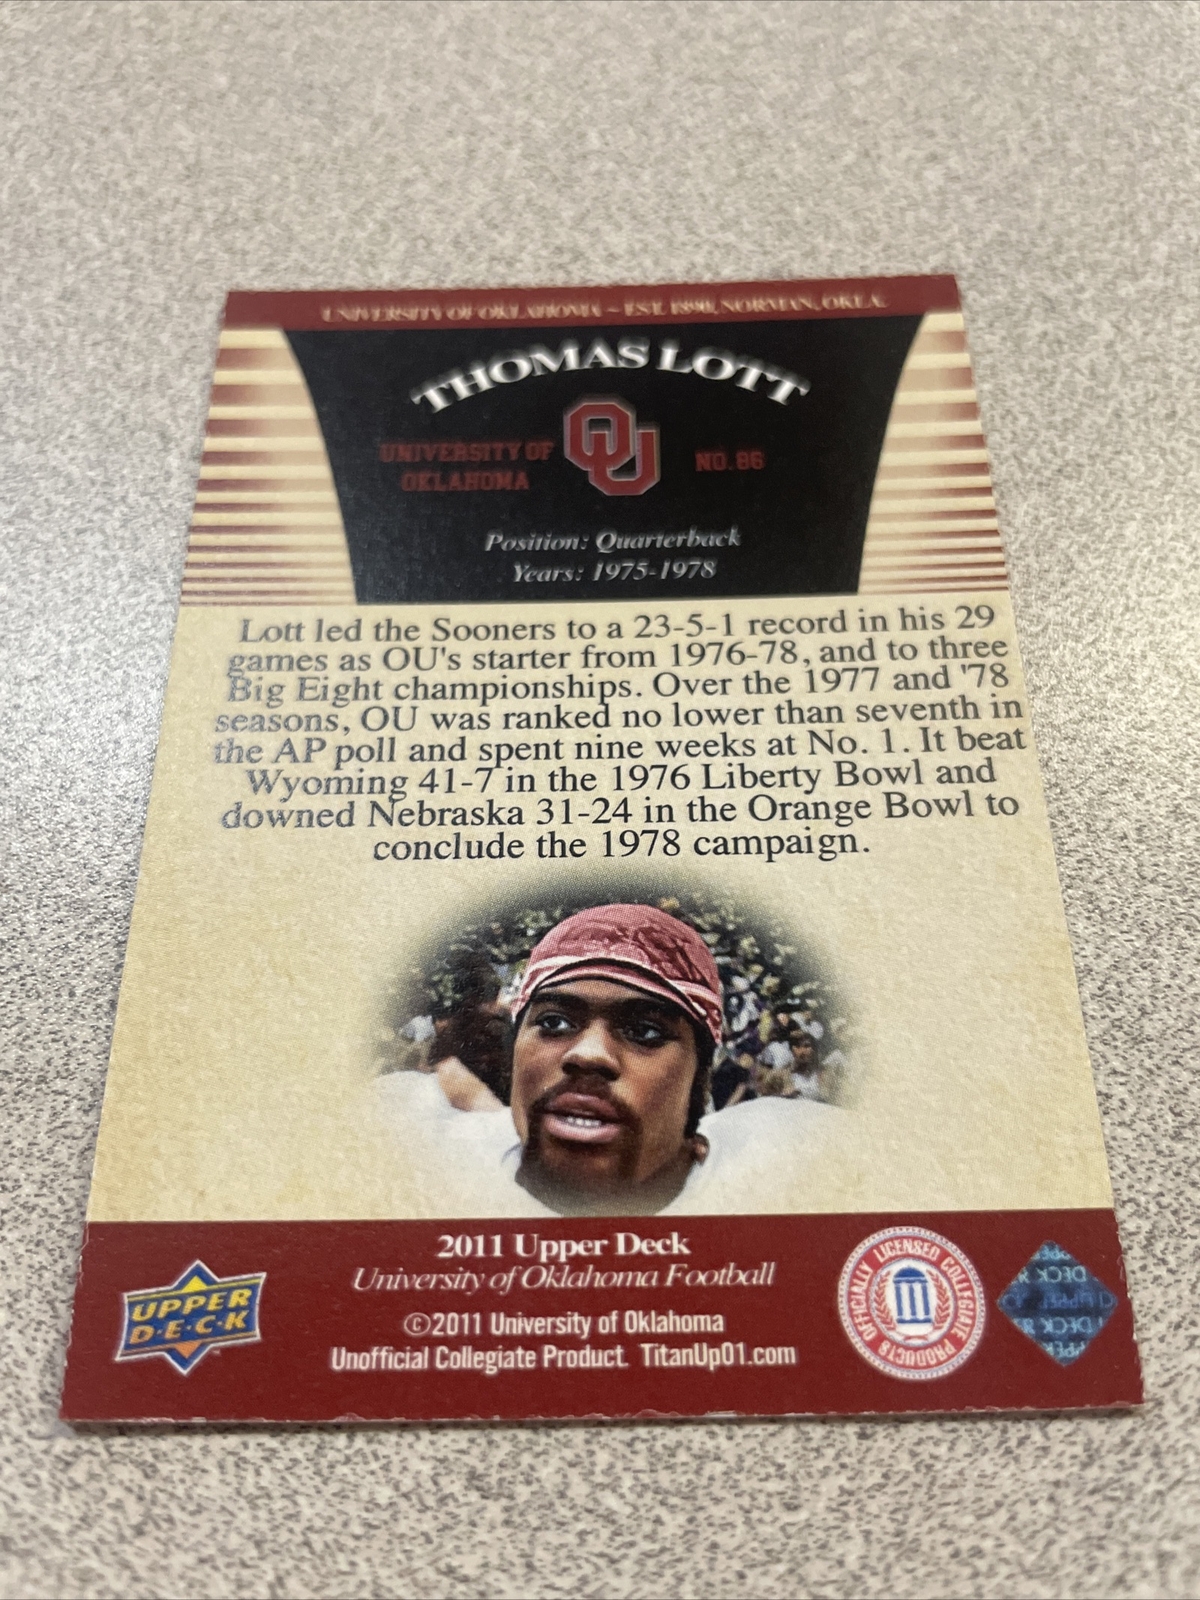 UNIVERSITY OF OKLAHOMA ~ EST. 1890, NORMAN, OKLA.
THOMAS LOTT
UNIVERSITY OF
OKLAHOMA
OU
NO. 86
Position: Quarterback
Years: 1975-1978
Lott led the Sooners to a 23-5-1 record in his 29
games as OU's starter from 1976-78, and to three
Big Eight championships. Over the 1977 and '78
seasons, OU was ranked no lower than seventh in
the AP poll and spent nine weeks at No. 1. It beat
Wyoming 41-7 in the 1976 Liberty Bowl and
downed Nebraska 31-24 in the Orange Bowl to
conclude the 1978 campaign.
UPPER
D·E·C·K
2011 Upper Deck
University of Oklahoma Football
©2011 University of Oklahoma
Unofficial Collegiate Product. TitanUp01.com
OFFICIALLY LICENSED COLLEGIATE PRODUCTS
UPPER
DECK